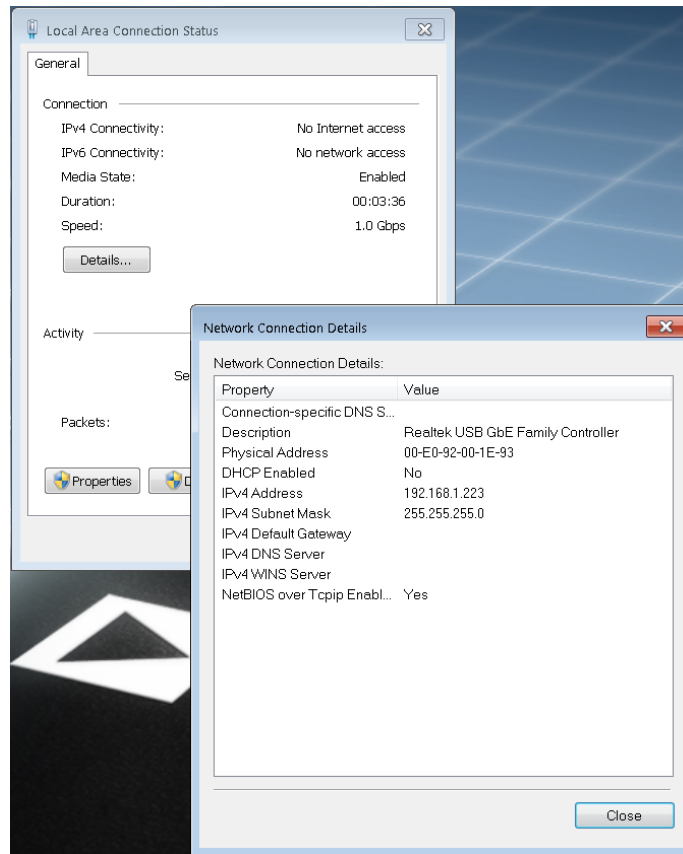 Local Area Connection Status
General
Connection
IPv4 Connectivity: No Internet access
IPv6 Connectivity: No network access
Media State: Enabled
Duration: 00:03:36
Speed: 1.0 Gbps
Details...
Activity
Se
Packets:
Properties
Network Connection Details
Network Connection Details:
Property Value
Connection-specific DNS S...
Description Realtek USB GbE Family Controller
Physical Address 00-E0-92-00-1E-93
DHCP Enabled No
IPv4 Address 192.168.1.223
IPv4 Subnet Mask 255.255.255.0
IPv4 Default Gateway
IPv4 DNS Server
IPv4 WINS Server
NetBIOS over Tcpip Enabl... Yes
Close